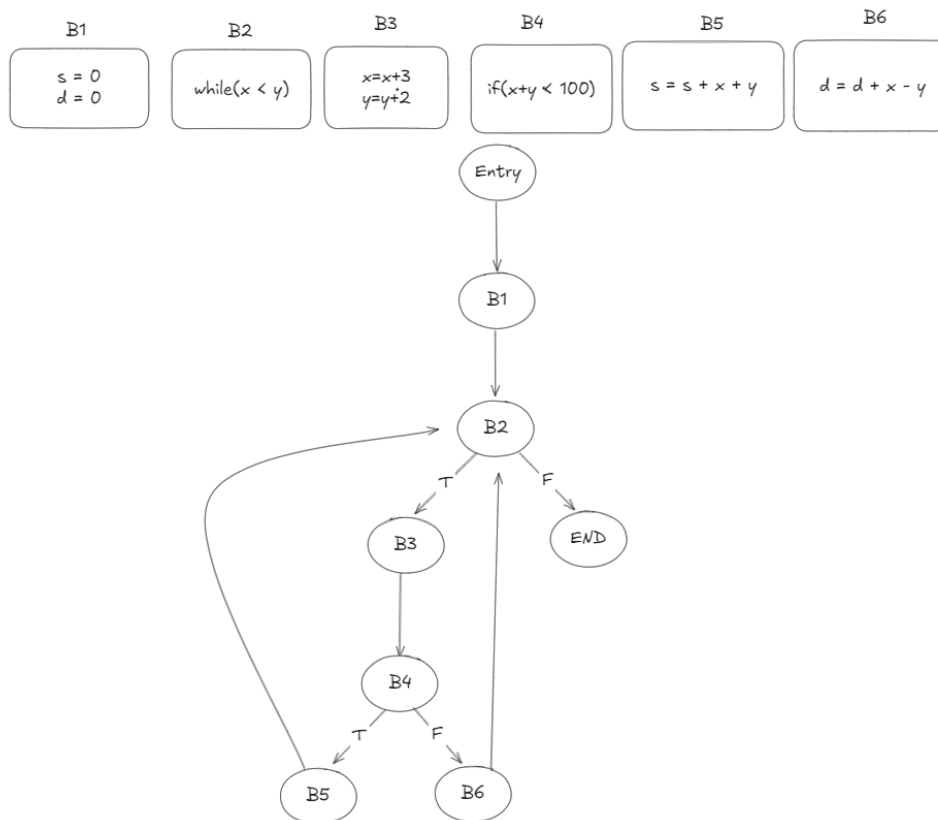 B1
B2
B3
B4
B5
B6
s = 0
d = 0
while(x < y)
x=x+3
y=y+2
if(x+y < 100)
s = s + x + y
d = d + x - y
Entry
B1
B2
T
F
B3
END
B4
T
F
B5
B6